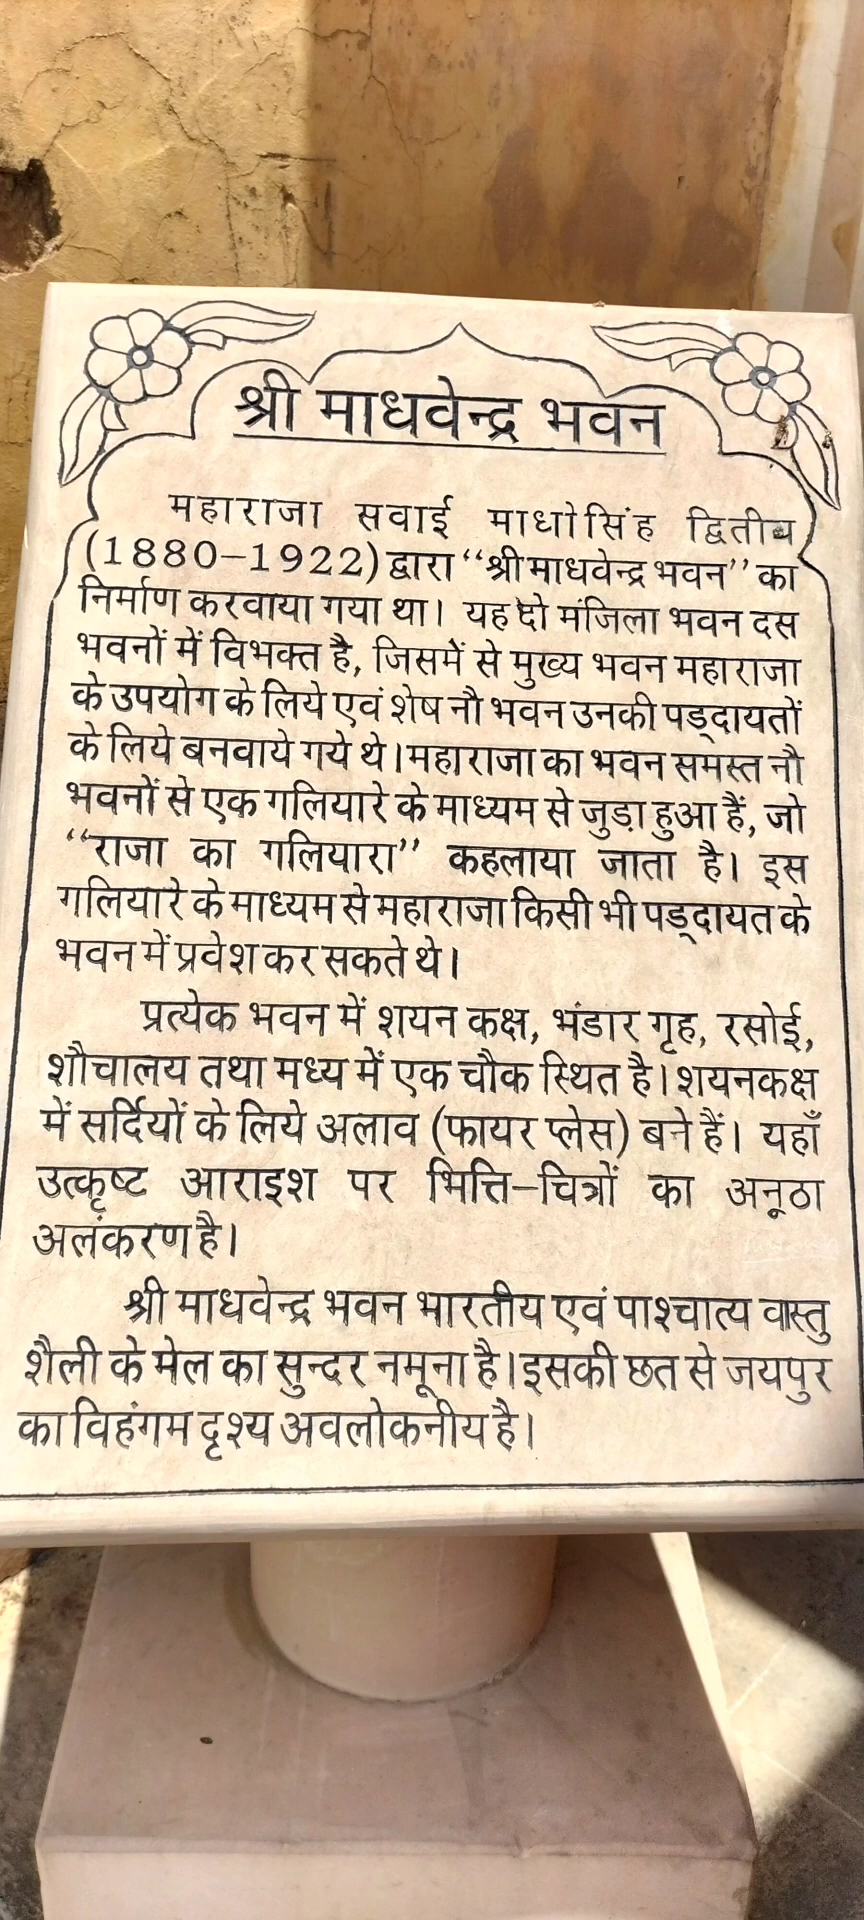 श्री माधवेन्द्र भवन
महाराजा सवाई माधोसिंह द्वितीय
(1880–1922) द्वारा “श्री माधवेन्द्र भवन” का
निर्माण करवाया गया था। यह दो मंजिला भवन दस
भवनों में विभक्त है, जिसमें से मुख्य भवन महाराजा
के उपयोग के लिये एवं शेष नौ भवन उनकी पड़्दायतों
के लिये बनवाये गये थे। महाराजा का भवन समस्त नौ
भवनों से एक गलियारे के माध्यम से जुड़ा हुआ हैं, जो
“राजा का गलियारा” कहलाया जाता है। इस
गलियारे के माध्यम से महाराजा किसी भी पड़्दायत के
भवन में प्रवेश कर सकते थे।
प्रत्येक भवन में शयन कक्ष, भंडार गृह, रसोई,
शौचालय तथा मध्य में एक चौक स्थित है। शयनकक्ष
में सर्दियों के लिये अलाव (फायर प्लेस) बने हैं। यहाँ
उत्कृष्ट आराइश पर भित्ति–चित्रों का अनूठा
अलंकरण है।
श्री माधवेन्द्र भवन भारतीय एवं पाश्चात्य वास्तु
शैली के मेल का सुन्दर नमूना है। इसकी छत से जयपुर
का विहंगम दृश्य अवलोकनीय है।